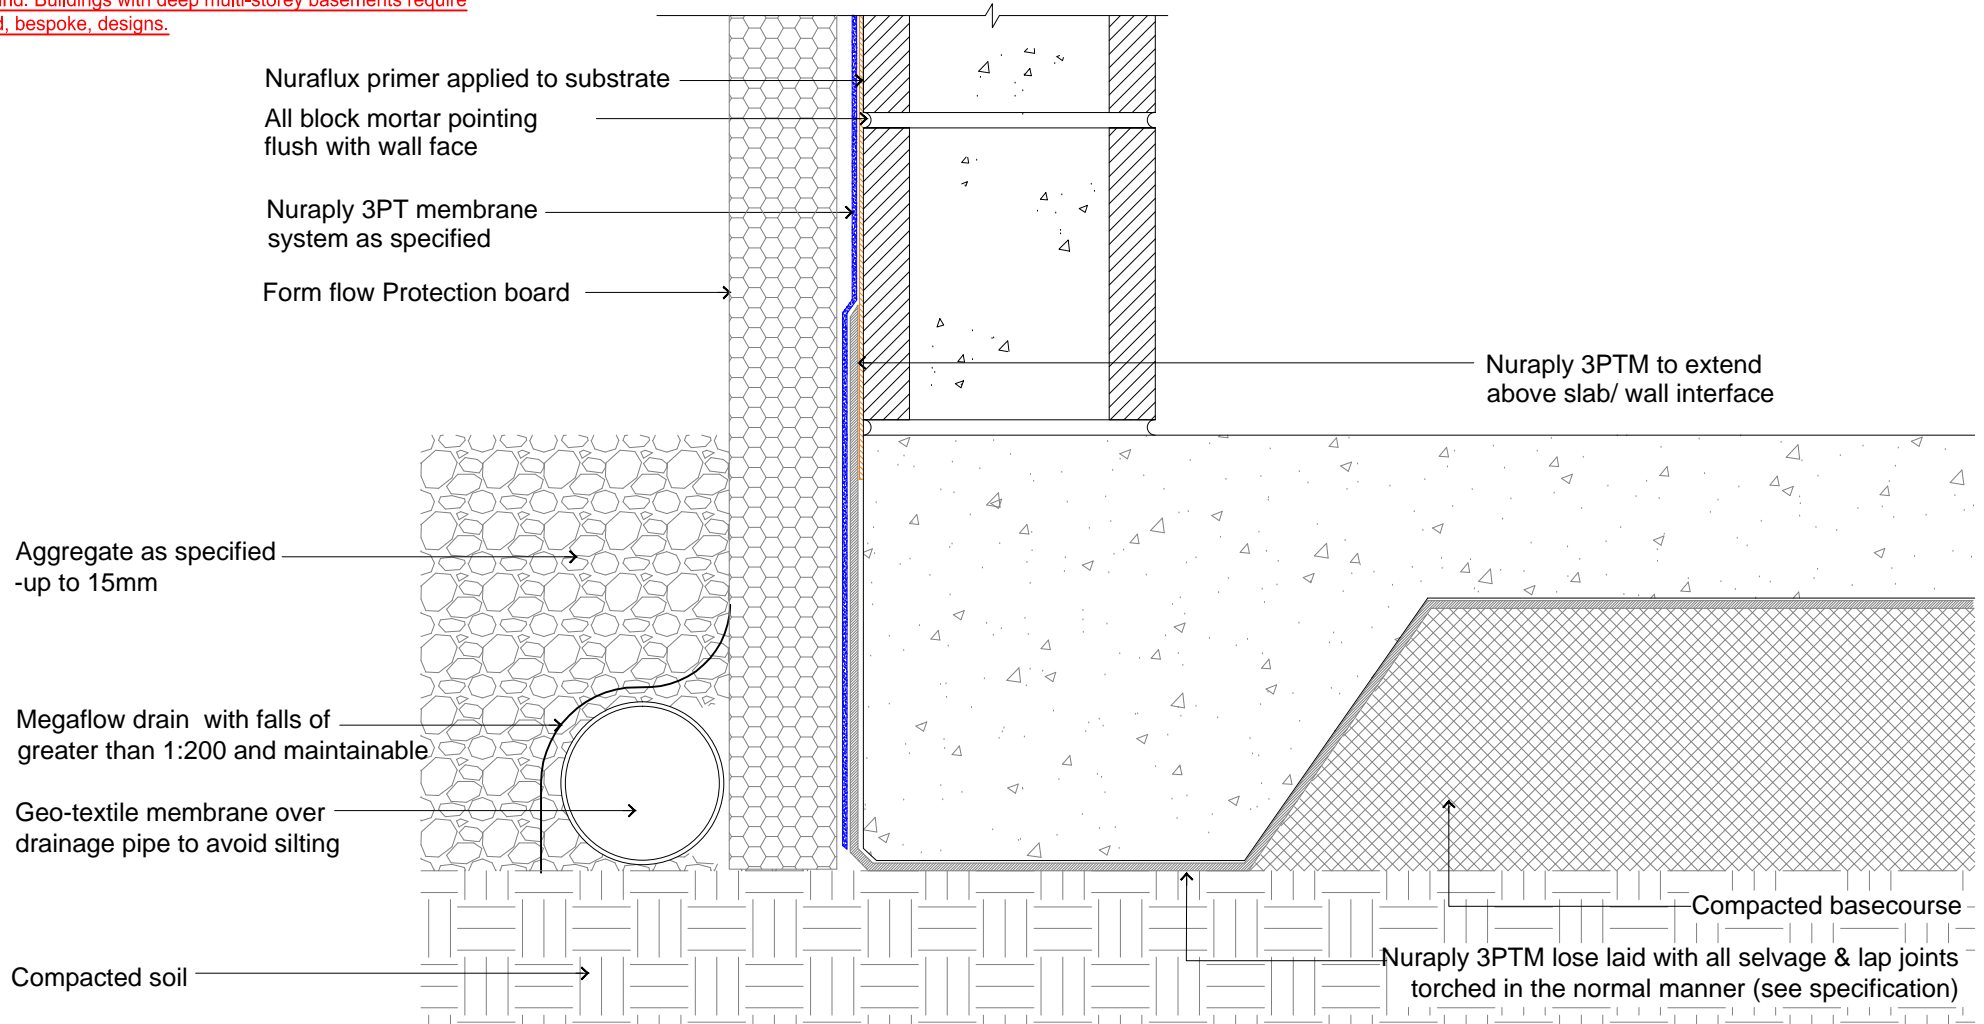 Buildings with deep multi-storey basements require
bespoke, designs.
Nuraflux primer applied to substrate
All block mortar pointing
flush with wall face
Nuraply 3PT membrane
system as specified
Form flow Protection board
Nuraply 3PTM to extend
above slab/ wall interface
Aggregate as specified
-up to 15mm
Megaflow drain with falls of
greater than 1:200 and maintainable
Geo-textile membrane over
drainage pipe to avoid silting
Compacted basecourse
Nuraply 3PTM lose laid with all selvage & lap joints
torched in the normal manner (see specification)
Compacted soil